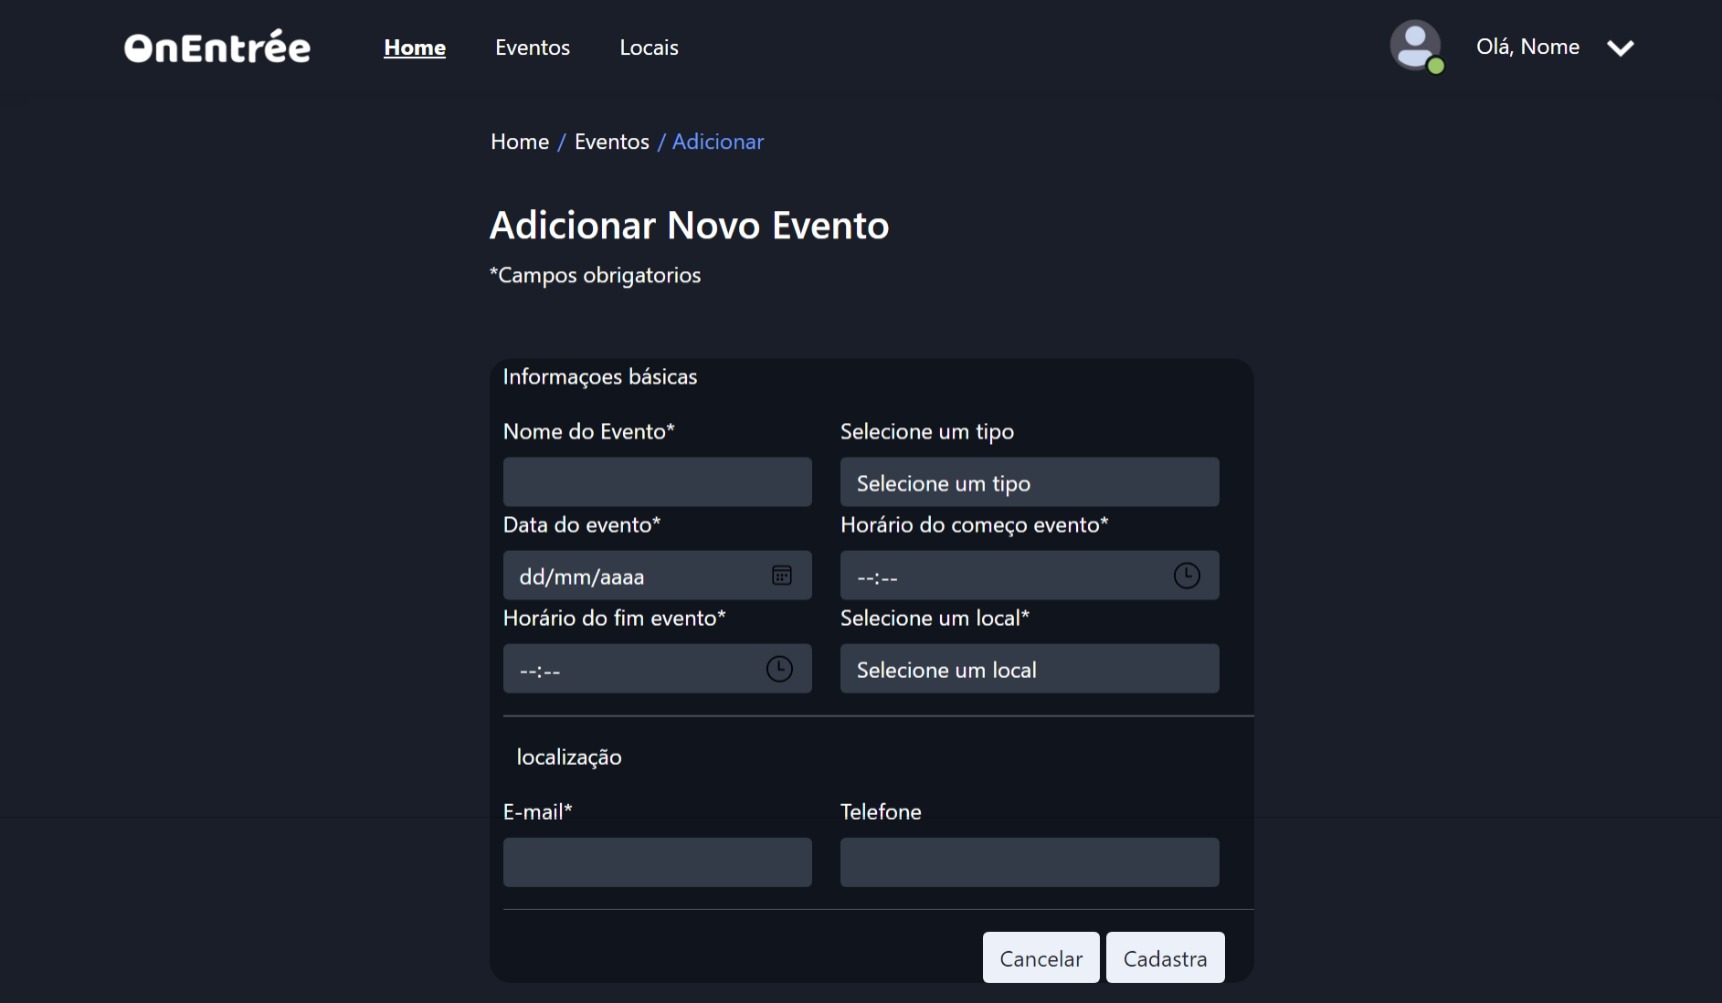 OnEntrée Home Eventos Locais Olá, Nome
Home / Eventos / Adicionar
Adicionar Novo Evento
*Campos obrigatorios
Informaçoes básicas
Nome do Evento* Selecione um tipo
Selecione um tipo
Data do evento* Horário do começo evento*
dd/mm/aaaa --:--
Horário do fim evento* Selecione um local*
--:-- Selecione um local
localização
E-mail* Telefone
Cancelar Cadastra